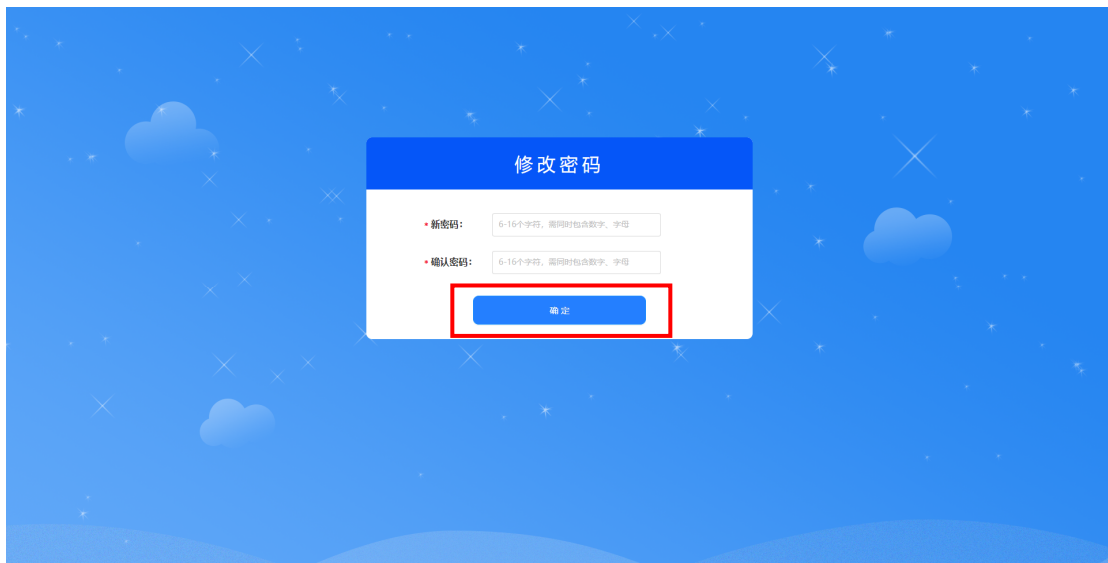 修改密码
* 新密码： 6-16个字符，需同时包含数字、字母
* 确认密码： 6-16个字符，需同时包含数字、字母
确定